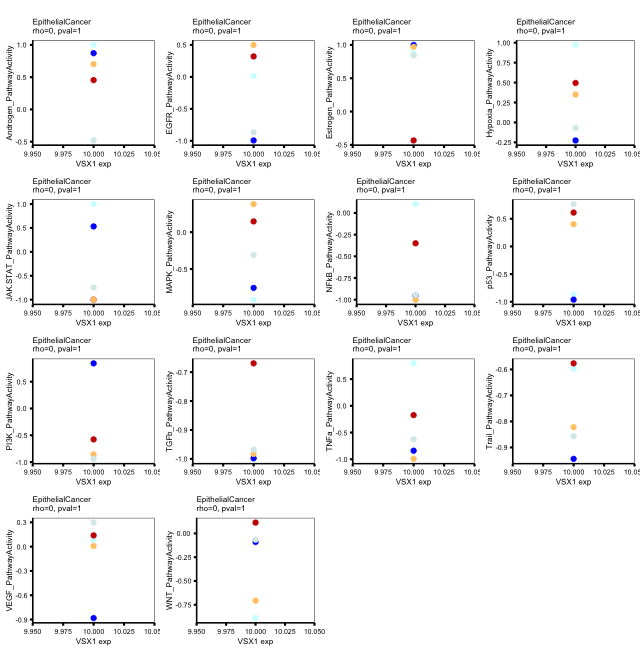 EpithelialCancer
rho=0, pval=1
Androgen_PathwayActivity
1.0
0.5
0.0
-0.5
9.950 9.975 10.000 10.025 10.05
VSX1 exp
EpithelialCancer
rho=0, pval=1
EGFR_PathwayActivity
0.5
0.0
-0.5
-1.0
9.950 9.975 10.000 10.025 10.05
VSX1 exp
EpithelialCancer
rho=0, pval=1
Estrogen_PathwayActivity
1.0
0.5
0.0
-0.5
9.950 9.975 10.000 10.025 10.05
VSX1 exp
EpithelialCancer
rho=0, pval=1
Hypoxia_PathwayActivity
1.00
0.75
0.50
0.25
0.00
-0.25
9.950 9.975 10.000 10.025 10.05
VSX1 exp
EpithelialCancer
rho=0, pval=1
JAK.STAT_PathwayActivity
1.0
0.5
0.0
-0.5
-1.0
9.950 9.975 10.000 10.025 10.05
VSX1 exp
EpithelialCancer
rho=0, pval=1
MAPK_PathwayActivity
0.0
-0.5
9.950 9.975 10.000 10.025 10.05
VSX1 exp
EpithelialCancer
rho=0, pval=1
NFkB_PathwayActivity
0.00
-0.25
-0.50
-0.75
-1.00
9.950 9.975 10.000 10.025 10.05
VSX1 exp
EpithelialCancer
rho=0, pval=1
p53_PathwayActivity
0.5
0.0
-0.5
-1.0
9.950 9.975 10.000 10.025 10.05
VSX1 exp
EpithelialCancer
rho=0, pval=1
PI3K_PathwayActivity
0.5
0.0
-0.5
-1.0
9.950 9.975 10.000 10.025 10.05
VSX1 exp
EpithelialCancer
rho=0, pval=1
TGFb_PathwayActivity
-0.7
-0.8
-0.9
-1.0
9.950 9.975 10.000 10.025 10.05
VSX1 exp
EpithelialCancer
rho=0, pval=1
TNFa_PathwayActivity
0.5
0.0
-0.5
-1.0
9.950 9.975 10.000 10.025 10.05
VSX1 exp
EpithelialCancer
rho=0, pval=1
Trail_PathwayActivity
-0.6
-0.7
-0.8
-0.9
9.950 9.975 10.000 10.025 10.05
VSX1 exp
EpithelialCancer
rho=0, pval=1
VEGF_PathwayActivity
0.3
0.0
-0.3
-0.6
-0.9
9.950 9.975 10.000 10.025 10.05
VSX1 exp
EpithelialCancer
rho=0, pval=1
WNT_PathwayActivity
0.00
-0.25
-0.50
-0.75
9.950 9.975 10.000 10.025 10.050
VSX1 exp